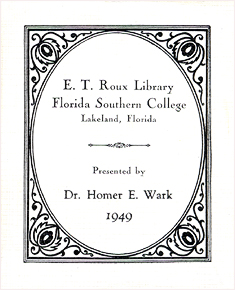 E. T. Roux Library
Florida Southern College
Lakeland, Florida
Presented by
Dr. Homer E. Wark
1949